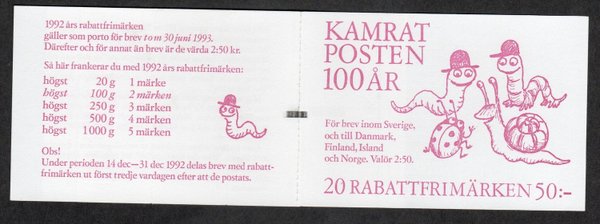 1992 års rabattfrimärken
gäller som porto för brev t o m 30 juni 1993.
Därefter och för annat än brev är de värda 2:50 kr.
Så här frankerar du med 1992 års rabattfrimärken:
högst 20 g 1 märke
högst 100 g 2 märken
högst 250 g 3 märken
högst 500 g 4 märken
högst 1000 g 5 märken
Obs!
Under perioden 14 dec–31 dec 1992 delas brev med rabatt-
frimärken ut först tredje vardagen efter att de postats.
KAMRAT
POSTEN
100 ÅR
För brev inom Sverige,
och till Danmark,
Finland, Island
och Norge. Valör 2:50.
20 RABATTFRIMÄRKEN 50:–